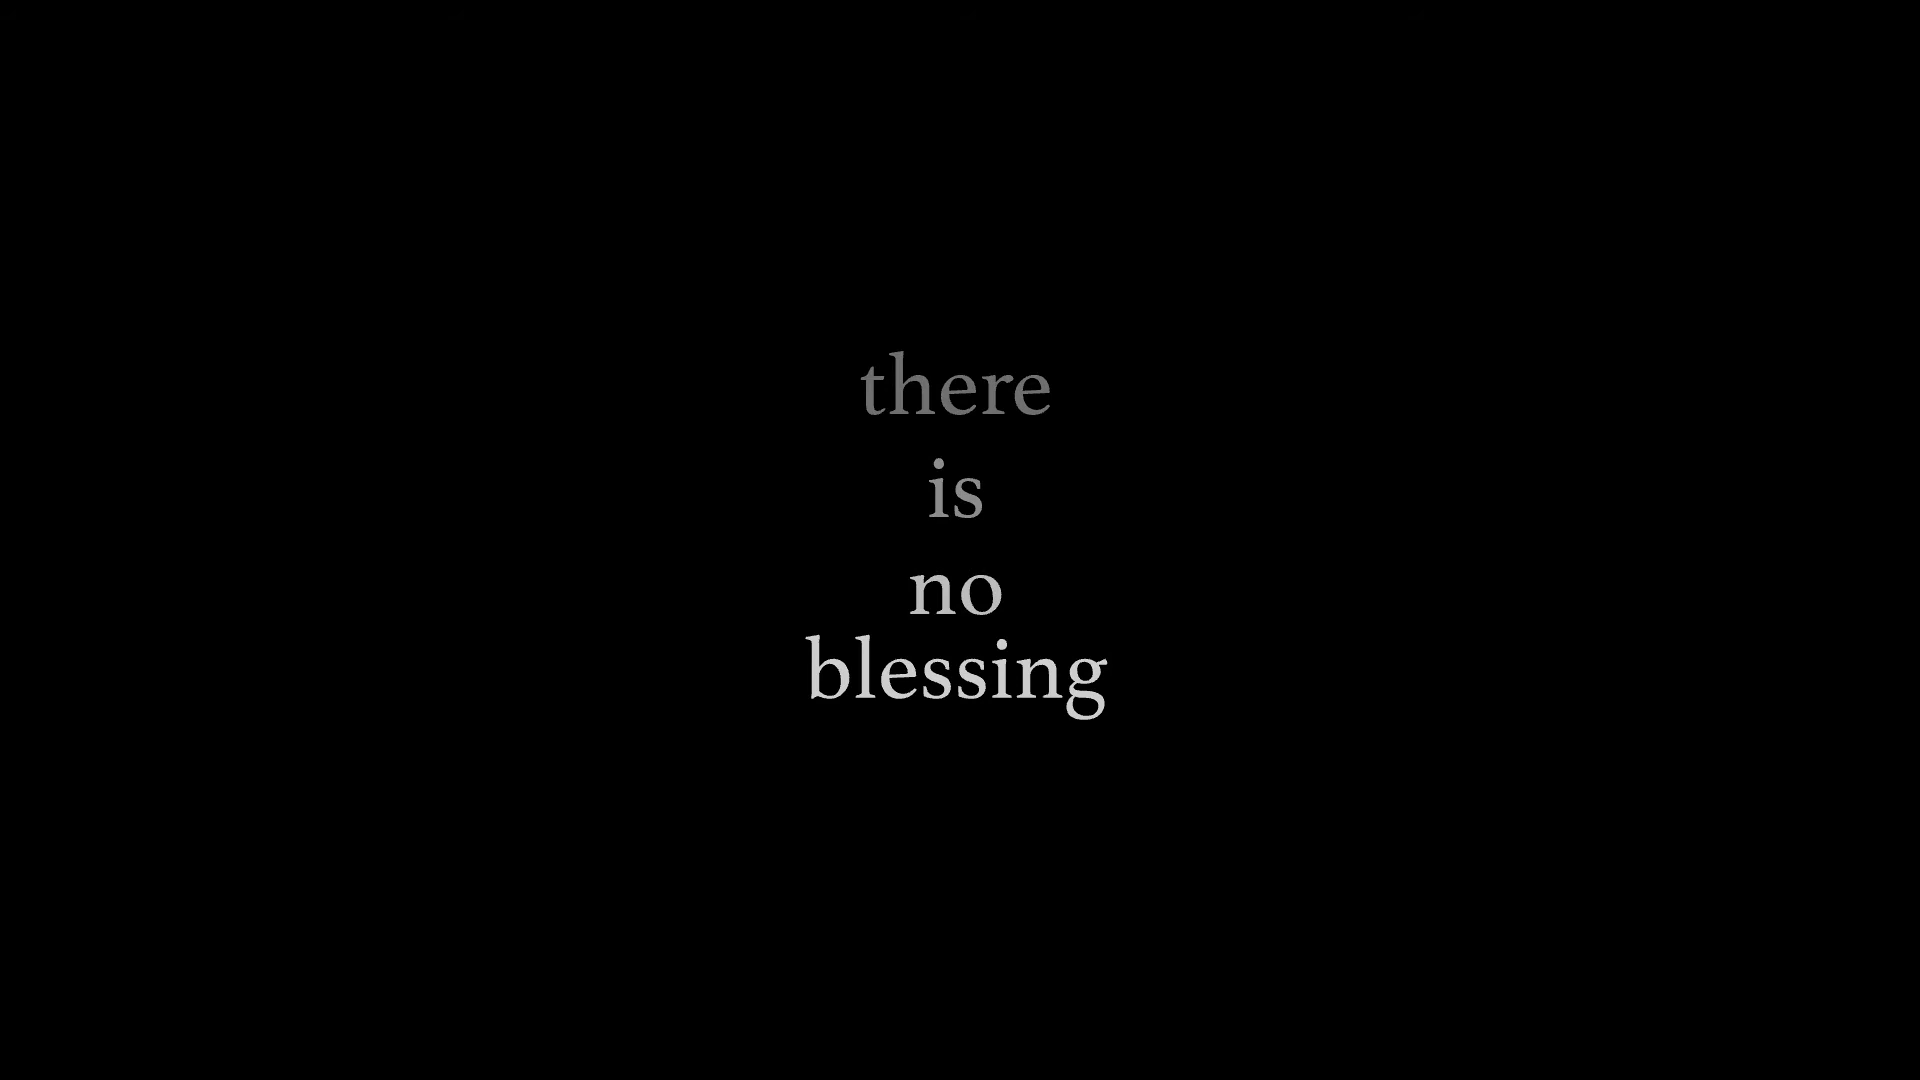 there
is
no
blessing